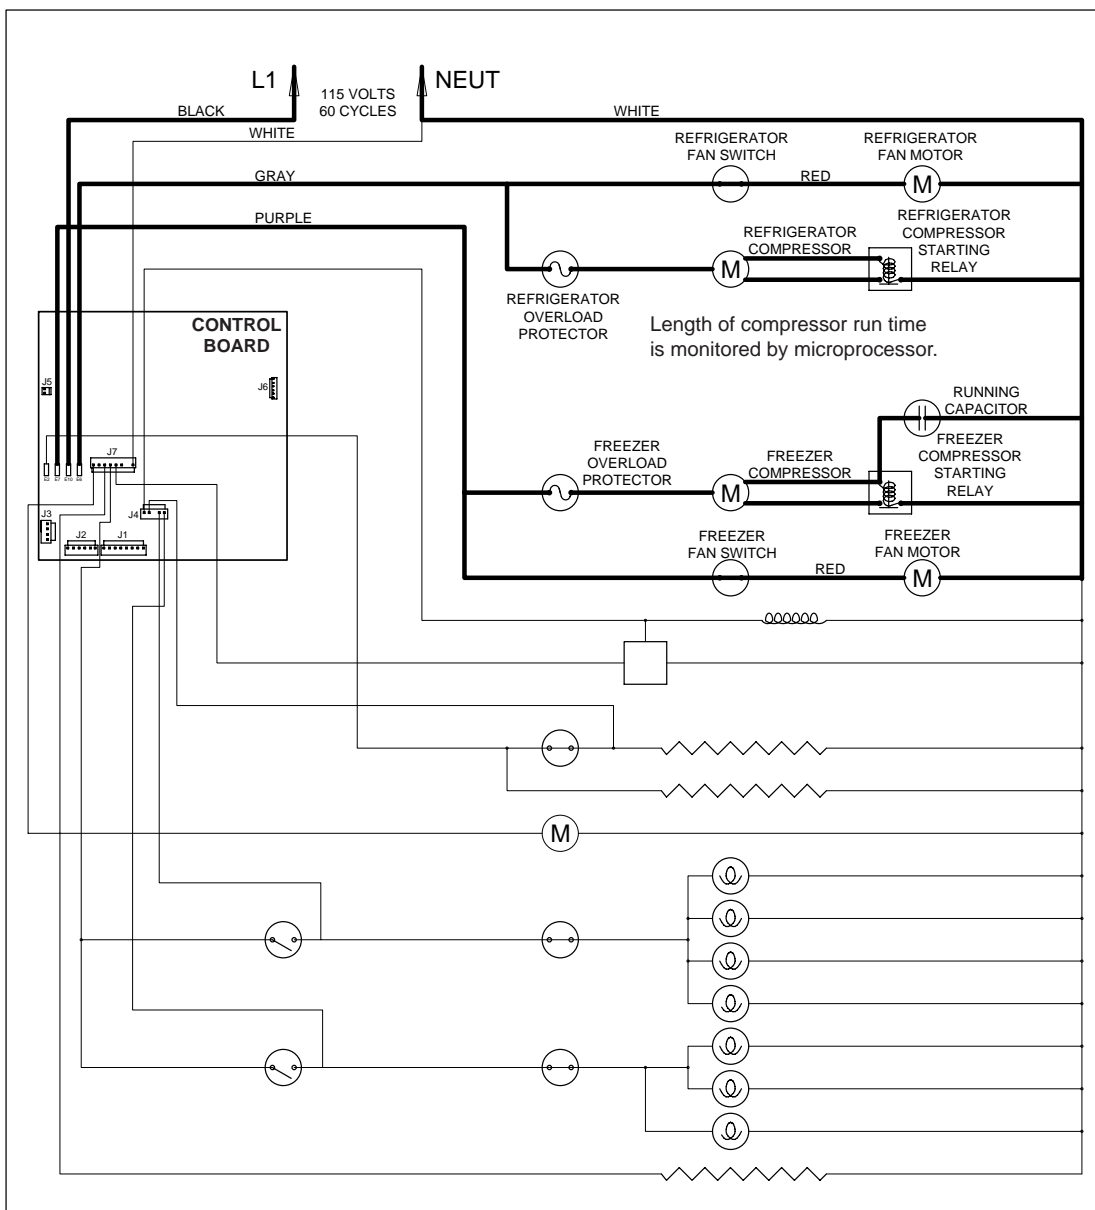 L1
NEUT
115 VOLTS
60 CYCLES
BLACK
WHITE
WHITE
REFRIGERATOR
FAN SWITCH
REFRIGERATOR
FAN MOTOR
GRAY
RED
M
PURPLE
REFRIGERATOR
COMPRESSOR
REFRIGERATOR
COMPRESSOR
STARTING
RELAY
M
REFRIGERATOR
OVERLOAD
PROTECTOR
Length of compressor run time
is monitored by microprocessor.
CONTROL
BOARD
J5
J6
RUNNING
CAPACITOR
FREEZER
OVERLOAD
PROTECTOR
FREEZER
COMPRESSOR
FREEZER
COMPRESSOR
STARTING
RELAY
M
J7
J4
J3
J2
J1
FREEZER
FAN SWITCH
FREEZER
FAN MOTOR
RED
M
M